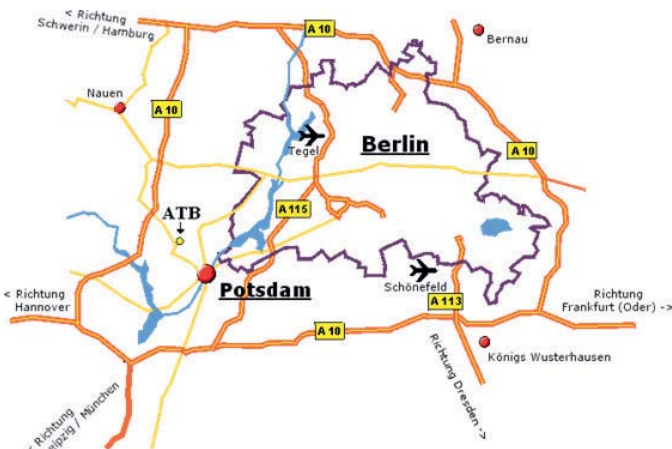 < Richtung
Schwerin / Hamburg
A 10
Bernau
Nauen
A 10
Tegel
Berlin
A 10
ATB
A 115
Potsdam
Schönefeld
< Richtung
Hannover
A 113
Richtung
Frankfurt (Oder) ->
A 10
Königs Wusterhausen
Richtung Dresden ->
< Richtung
Leipzig / München